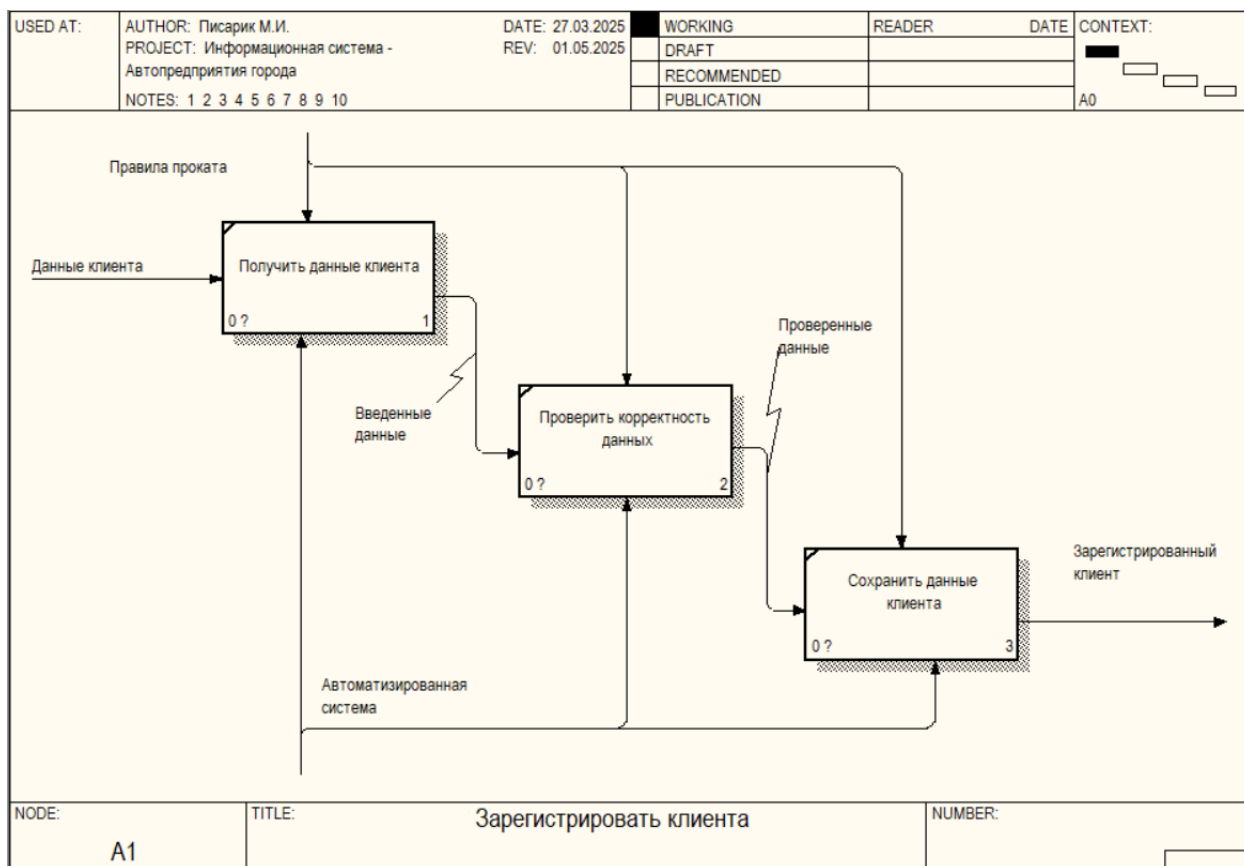 USED AT:
AUTHOR: Писарик М.И.
DATE: 27.03.2025
PROJECT: Информационная система -
REV: 01.05.2025
Автопредприятия города
NOTES: 1 2 3 4 5 6 7 8 9 10
WORKING
DRAFT
RECOMMENDED
PUBLICATION
READER
DATE
CONTEXT:
A0
Правила проката
Данные клиента
Получить данные клиента
0 ?
1
Введенные
данные
Проверить корректность
данных
0 ?
2
Проверенные
данные
Сохранить данные
клиента
0 ?
3
Зарегистрированный
клиент
Автоматизированная
система
NODE:
A1
TITLE:
Зарегистрировать клиента
NUMBER: